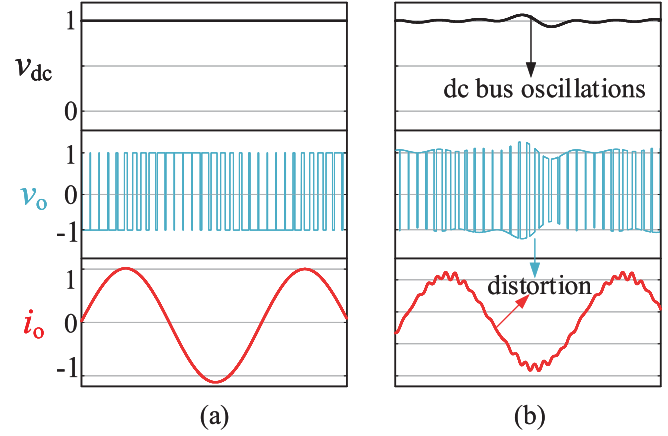 1
v_dc
0
1
v_o
0
-1
1
i_o
0
-1
(a)
dc bus oscillations
distortion
(b)